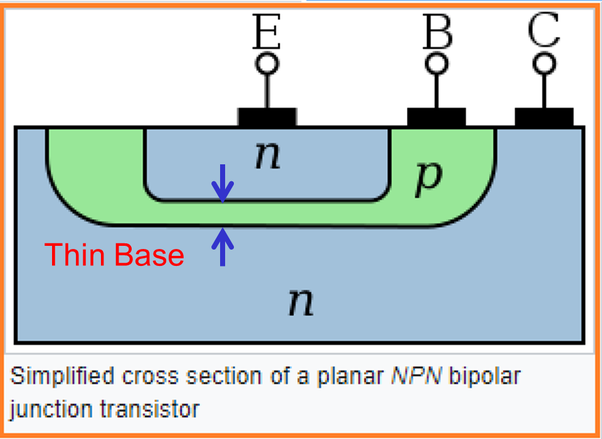 E B C
n
p
Thin Base
n
Simplified cross section of a planar NPN bipolar
junction transistor